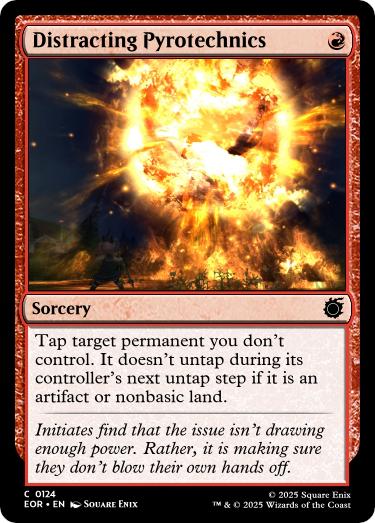 Distracting Pyrotechnics
Sorcery
Tap target permanent you don't
control. It doesn't untap during its
controller's next untap step if it is an
artifact or nonbasic land.
Initiates find that the issue isn't drawing
enough power. Rather, it is making sure
they don't blow their own hands off.
C 0124
EOR • EN SQUARE ENIX
© 2025 Square Enix
™ & © 2025 Wizards of the Coast